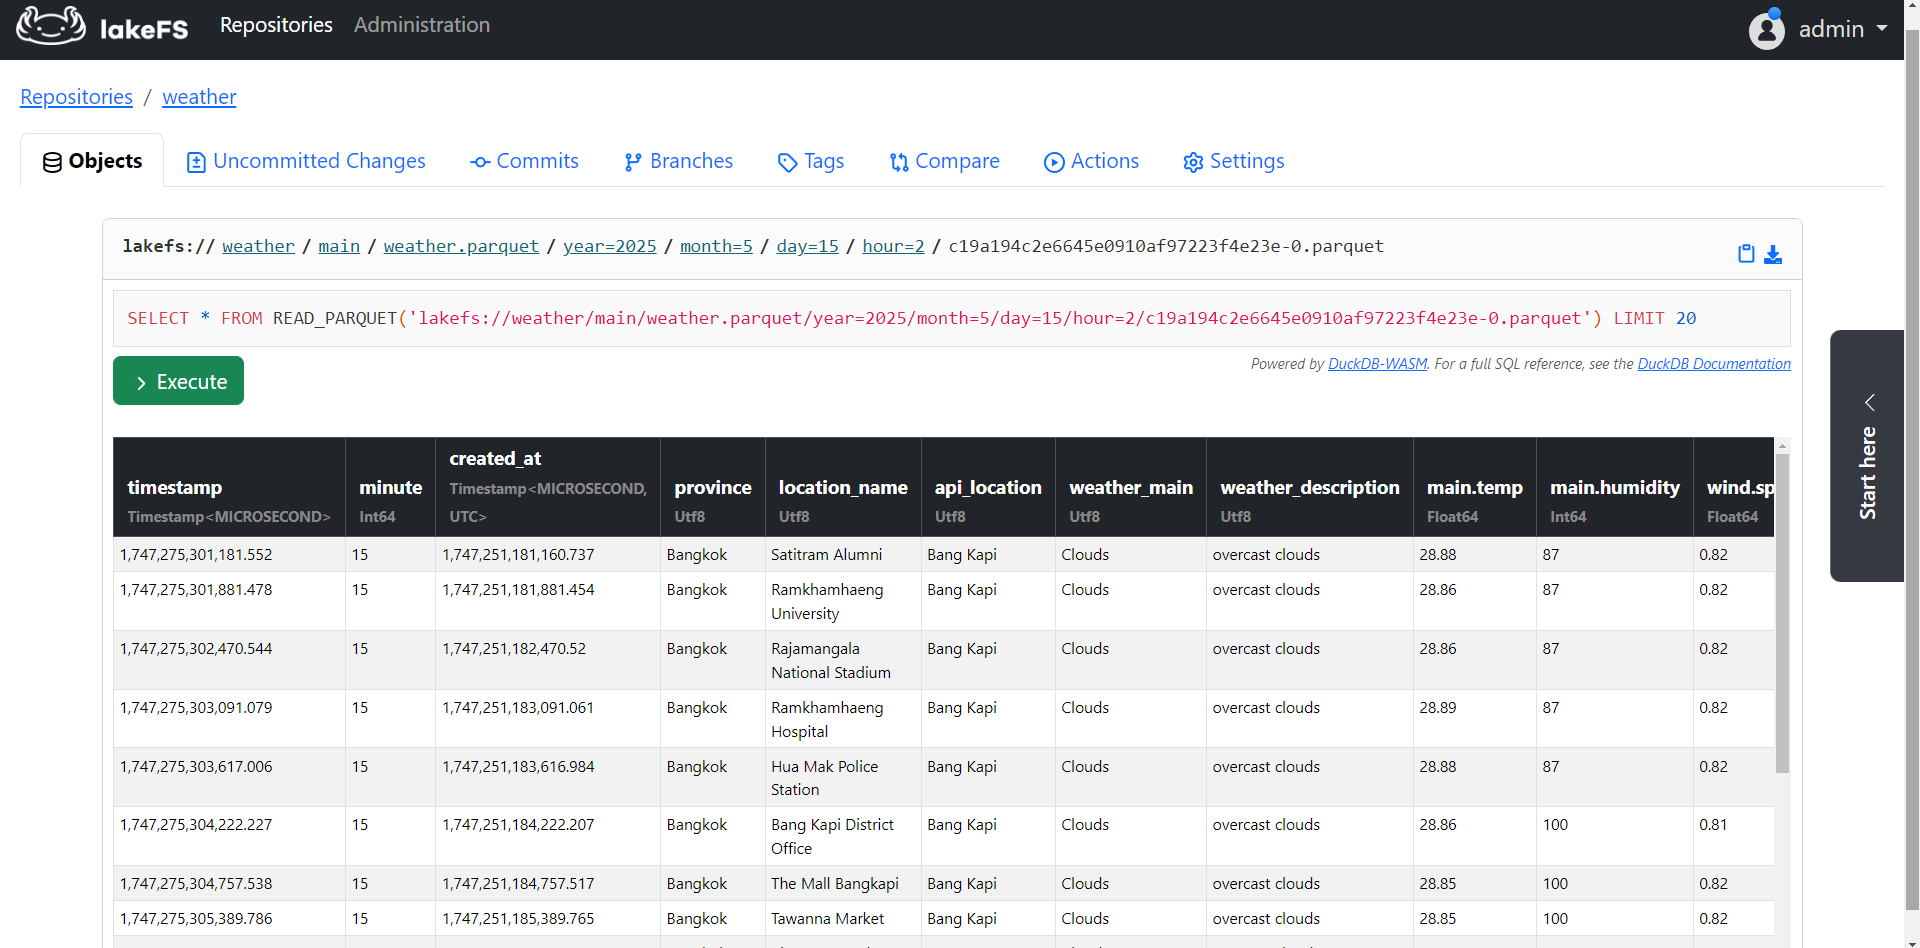 lakeFS Repositories Administration admin
Repositories / weather
Objects Uncommitted Changes Commits Branches Tags Compare Actions Settings
lakefs:// weather / main / weather.parquet / year=2025 / month=5 / day=15 / hour=2 / c19a194c2e6645e0910af97223f4e23e-0.parquet
SELECT * FROM READ_PARQUET('lakefs://weather/main/weather.parquet/year=2025/month=5/day=15/hour=2/c19a194c2e6645e0910af97223f4e23e-0.parquet') LIMIT 20
Execute
Powered by DuckDB-WASM. For a full SQL reference, see the DuckDB Documentation
Start here
timestamp minute created_at province location_name api_location weather_main weather_description main.temp main.humidity wind.sp
Timestamp<MICROSECOND> Int64 Timestamp<MICROSECOND, UTC> Utf8 Utf8 Utf8 Utf8 Utf8 Float64 Int64 Float64
1,747,275,301,181.552 15 1,747,251,181,160.737 Bangkok Satitram Alumni Bang Kapi Clouds overcast clouds 28.88 87 0.82
1,747,275,301,881.478 15 1,747,251,181,881.454 Bangkok Ramkhamhaeng University Bang Kapi Clouds overcast clouds 28.86 87 0.82
1,747,275,302,470.544 15 1,747,251,182,470.52 Bangkok Rajamangala National Stadium Bang Kapi Clouds overcast clouds 28.86 87 0.82
1,747,275,303,091.079 15 1,747,251,183,091.061 Bangkok Ramkhamhaeng Hospital Bang Kapi Clouds overcast clouds 28.89 87 0.82
1,747,275,303,617.006 15 1,747,251,183,616.984 Bangkok Hua Mak Police Station Bang Kapi Clouds overcast clouds 28.88 87 0.82
1,747,275,304,222.227 15 1,747,251,184,222.207 Bangkok Bang Kapi District Office Bang Kapi Clouds overcast clouds 28.86 100 0.81
1,747,275,304,757.538 15 1,747,251,184,757.517 Bangkok The Mall Bangkapi Bang Kapi Clouds overcast clouds 28.85 100 0.82
1,747,275,305,389.786 15 1,747,251,185,389.765 Bangkok Tawanna Market Bang Kapi Clouds overcast clouds 28.85 100 0.82